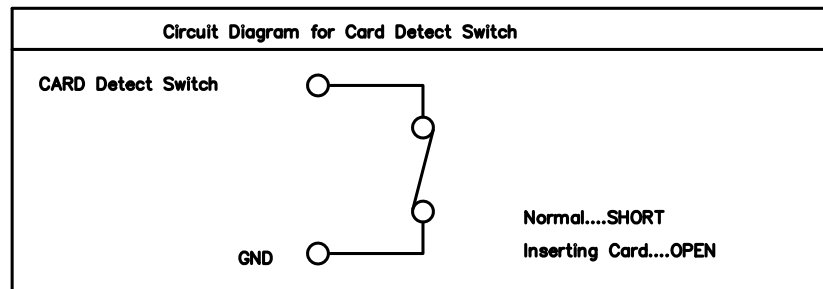 Circuit Diagram for Card Detect Switch
CARD Detect Switch
Normal....SHORT
GND
Inserting Card....OPEN